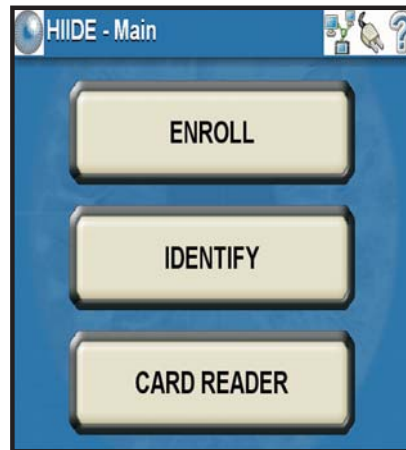 HIIDE - Main
?
ENROLL
IDENTIFY
CARD READER